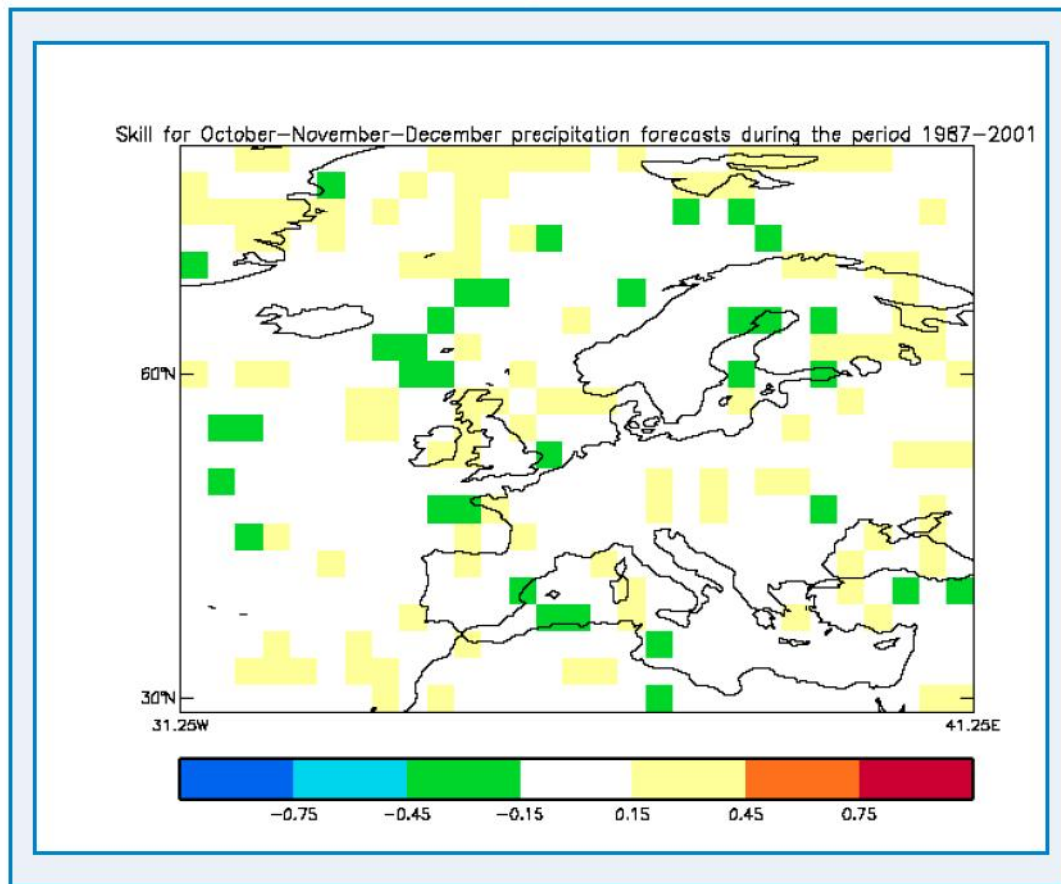 Skill for October-November-December precipitation forecasts during the period 1987-2001
60°N
30°N
31.25W
41.25E
-0.75
-0.45
-0.15
0.15
0.45
0.75